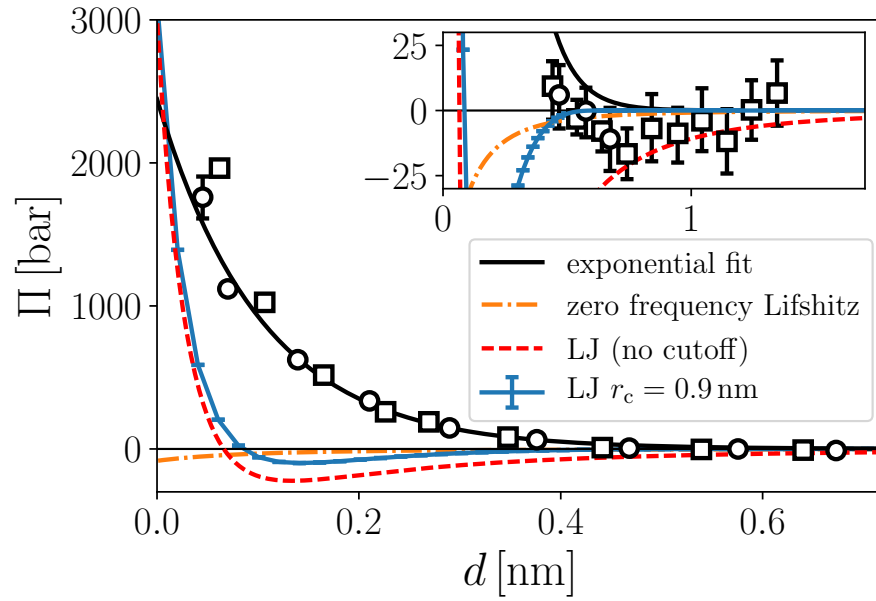 3000
2000
1000
0
Π [bar]
0.0
0.2
0.4
0.6
d [nm]
25
0
−25
0
1
exponential fit
zero frequency Lifshitz
LJ (no cutoff)
LJ r_c = 0.9 nm